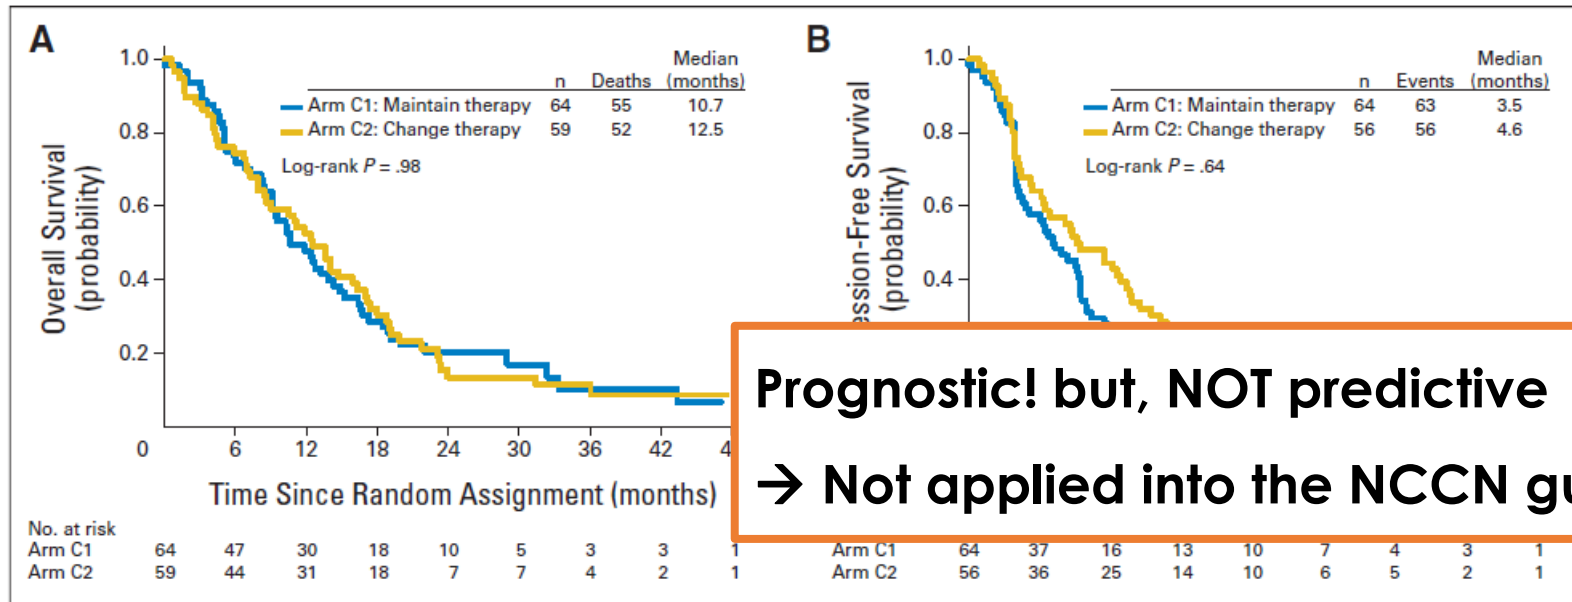 A
Median
n Deaths (months)
Arm C1: Maintain therapy 64 55 10.7
Arm C2: Change therapy 59 52 12.5
Log-rank P = .98
Overall Survival
(probability)
1.0
0.8
0.6
0.4
0.2
0 6 12 18 24 30 36 42 4
Time Since Random Assignment (months)
No. at risk
Arm C1 64 47 30 18 10 5 3 3 1
Arm C2 59 44 31 18 7 7 4 2 1
B
Median
n Events (months)
Arm C1: Maintain therapy 64 63 3.5
Arm C2: Change therapy 56 56 4.6
Log-rank P = .64
ession-Free Survival
(probability)
1.0
0.8
0.6
0.4
Arm C1 64 37 16 13 10 7 4 3 1
Arm C2 56 36 25 14 10 6 5 2 1
Prognostic! but, NOT predictive
→ Not applied into the NCCN gu